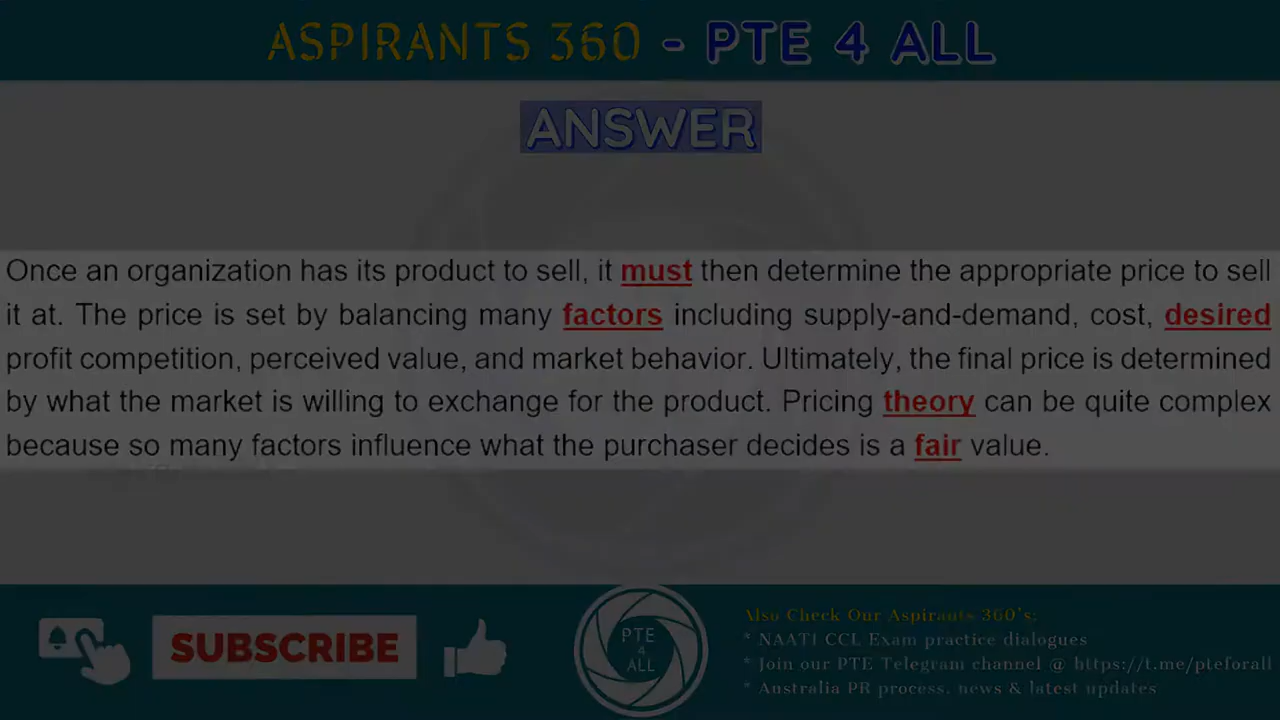 ASPIRANTS 360 - PTE 4 ALL
ANSWER
Once an organization has its product to sell, it must then determine the appropriate price to sell
it at. The price is set by balancing many factors including supply-and-demand, cost, desired
profit competition, perceived value, and market behavior. Ultimately, the final price is determined
by what the market is willing to exchange for the product. Pricing theory can be quite complex
because so many factors influence what the purchaser decides is a fair value.
SUBSCRIBE
PTE
4
ALL
Also Check Our Aspirants 360's:
* NAATI CCL Exam practice dialogues
* Join our PTE Telegram channel @ https://t.me/pteforall
* Australia PR process, news & latest updates